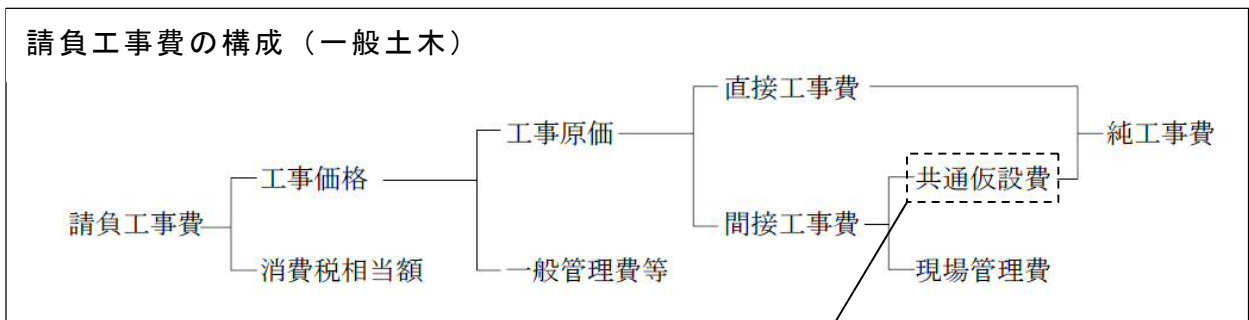 請負工事費の構成（一般土木）
直接工事費
工事原価
純工事費
工事価格
共通仮設費
請負工事費
間接工事費
消費税相当額
一般管理費等
現場管理費